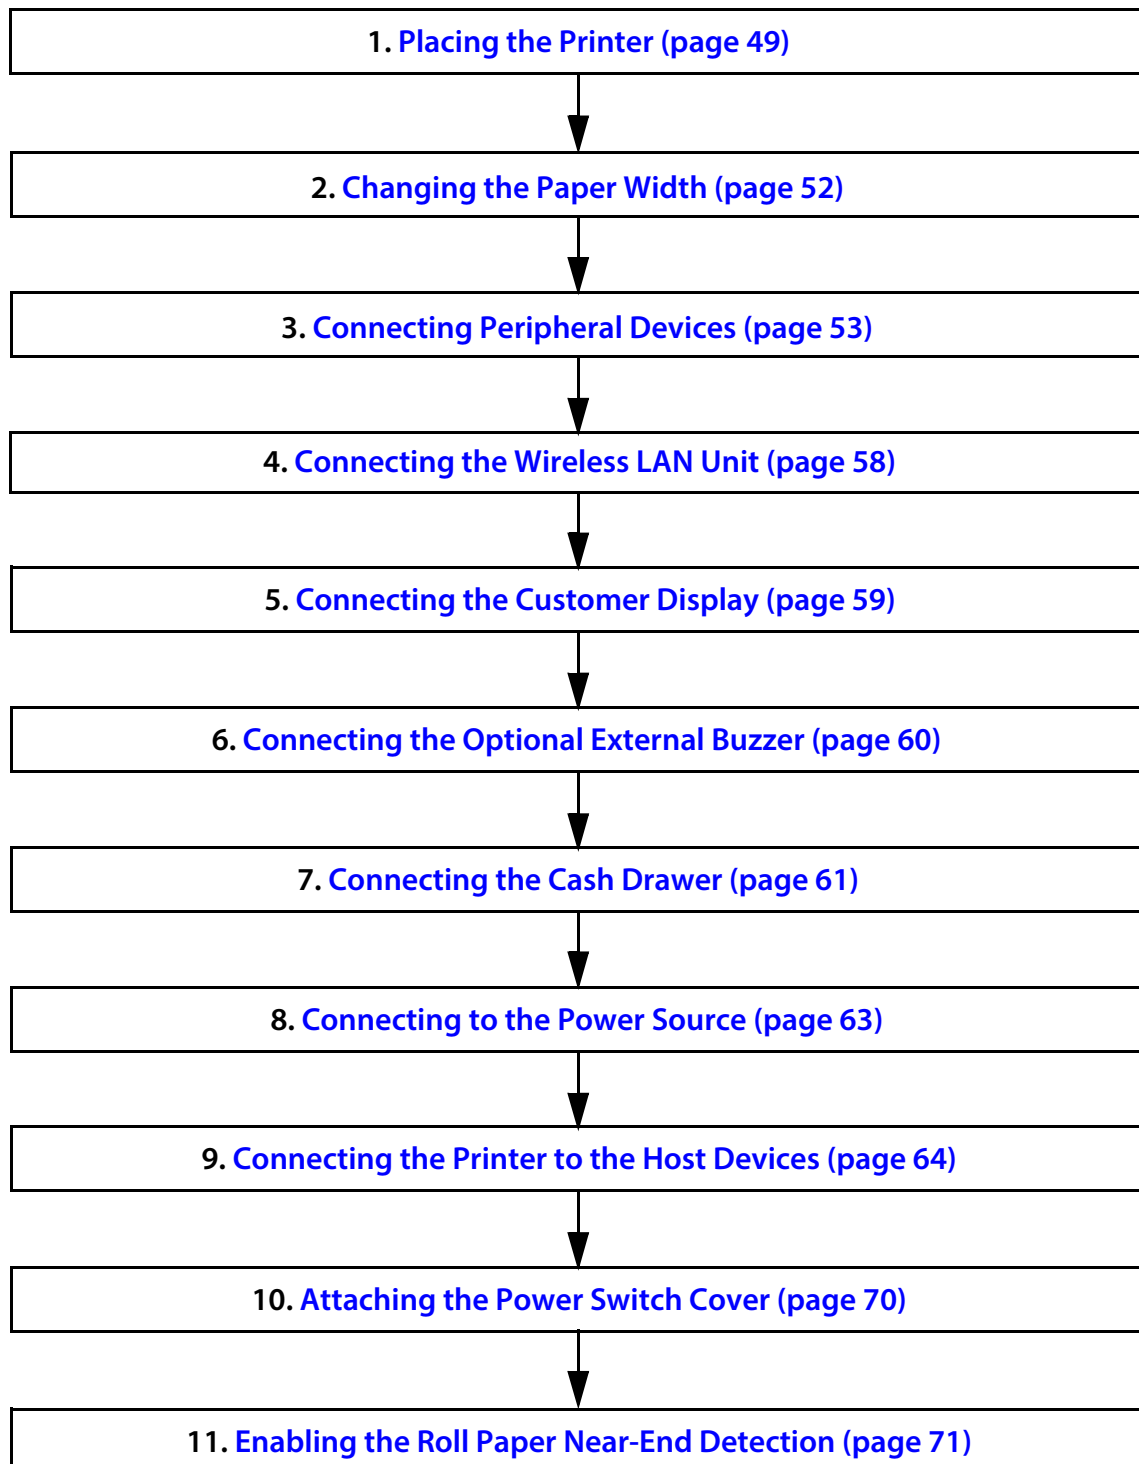 1. Placing the Printer (page 49)
2. Changing the Paper Width (page 52)
3. Connecting Peripheral Devices (page 53)
4. Connecting the Wireless LAN Unit (page 58)
5. Connecting the Customer Display (page 59)
6. Connecting the Optional External Buzzer (page 60)
7. Connecting the Cash Drawer (page 61)
8. Connecting to the Power Source (page 63)
9. Connecting the Printer to the Host Devices (page 64)
10. Attaching the Power Switch Cover (page 70)
11. Enabling the Roll Paper Near-End Detection (page 71)